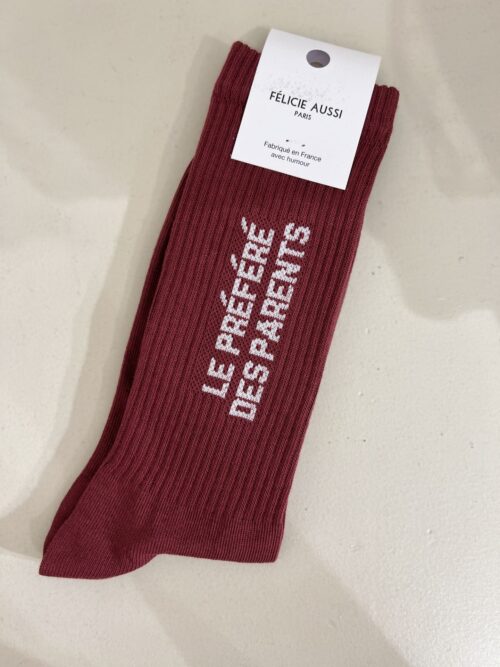 FÉLICIE AUSSI
PARIS
Fabriqué en France
avec humour
LE PRÉFÉRÉ
DES PARENTS